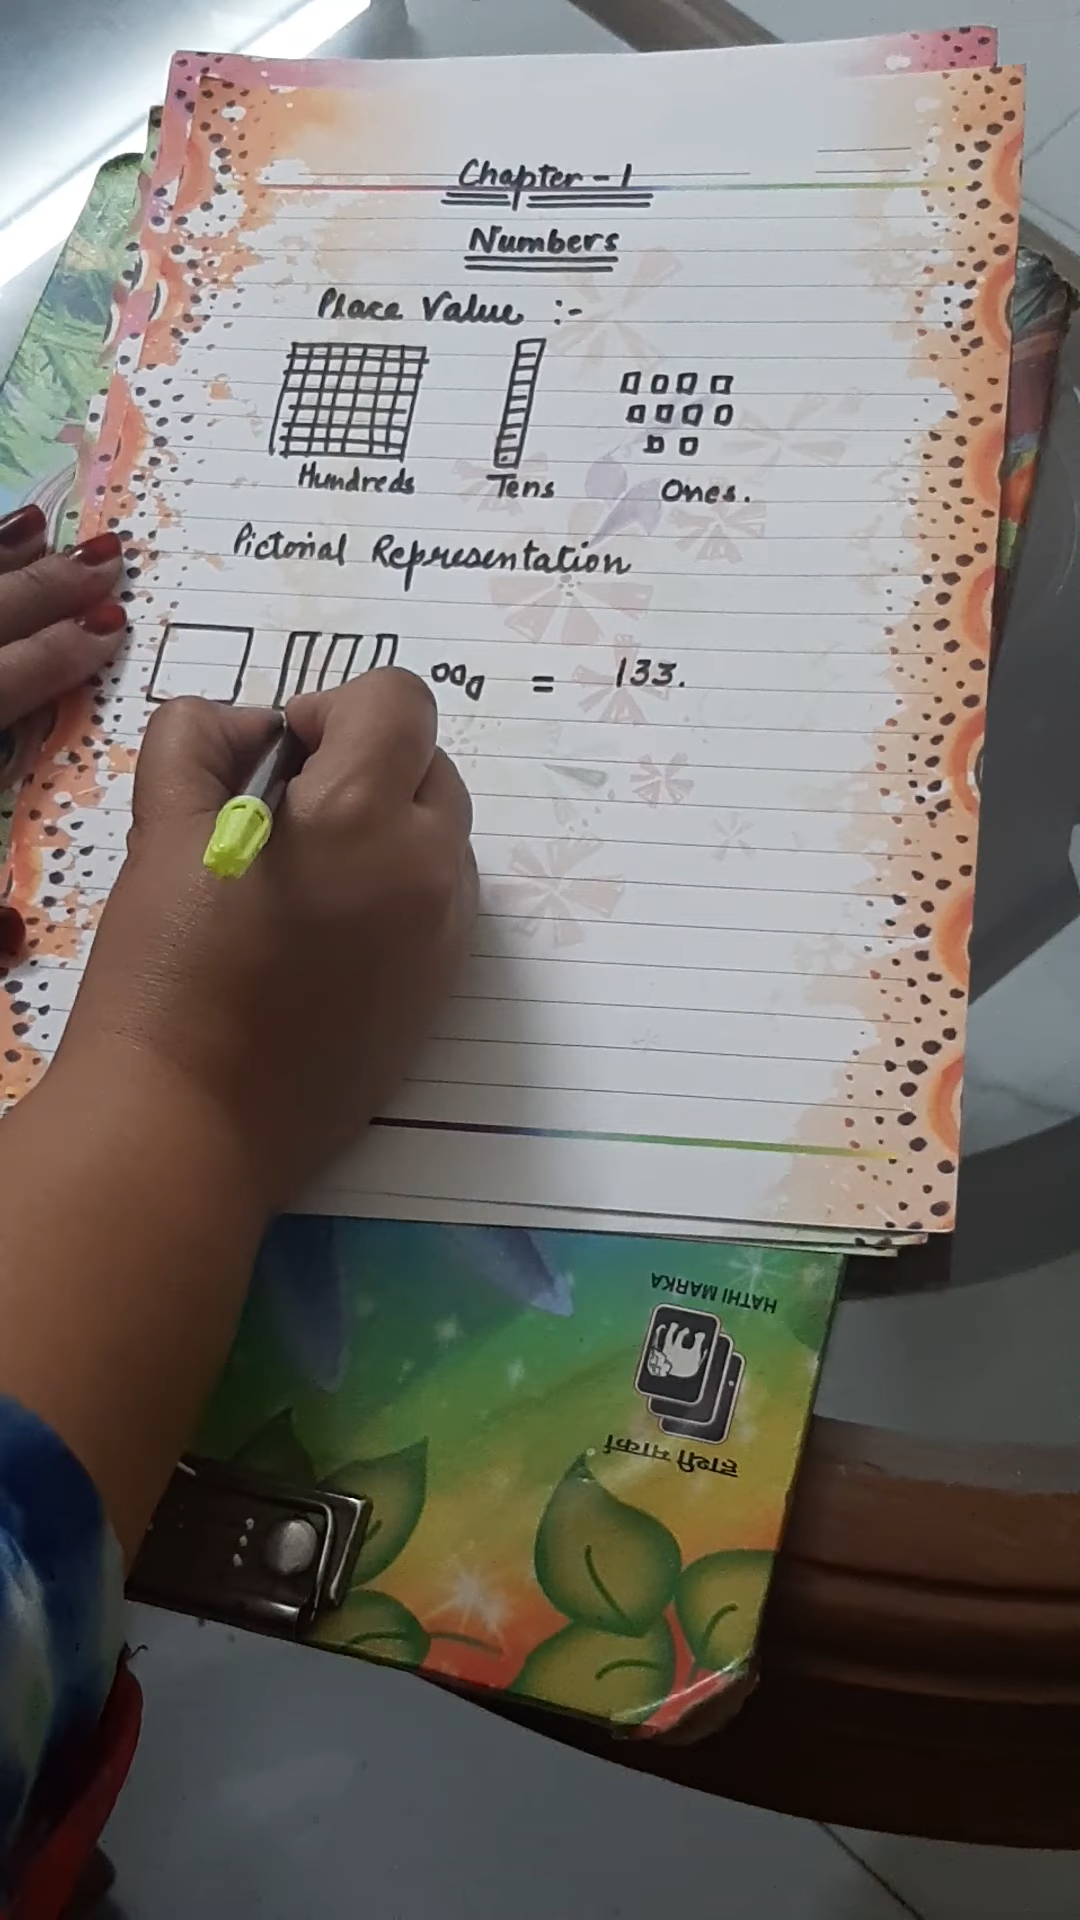 Chapter - 1
Numbers
Place Value :-
Hundreds Tens Ones.
Pictorial Representation
= 133.
HATHI MARKA
हाथी मार्का